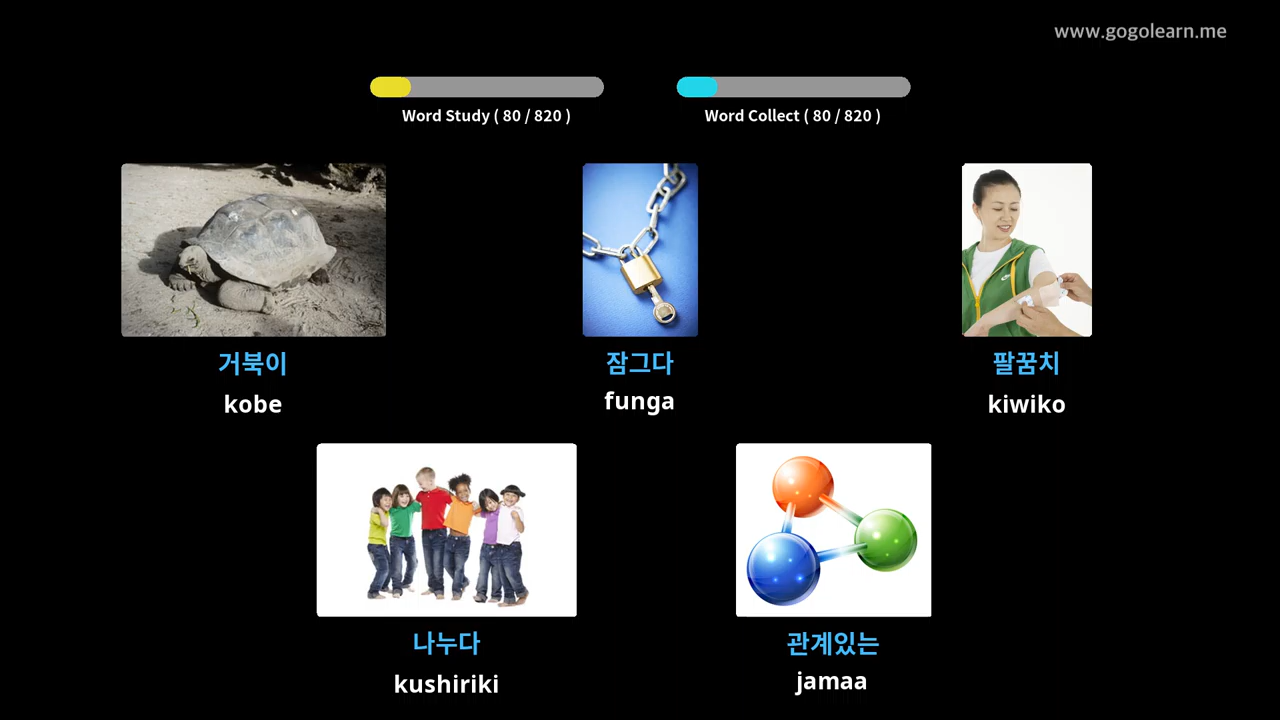 www.gogolearn.me
Word Study ( 80 / 820 )
Word Collect ( 80 / 820 )
거북이
kobe
잠그다
funga
팔꿈치
kiwiko
나누다
kushiriki
관계있는
jamaa